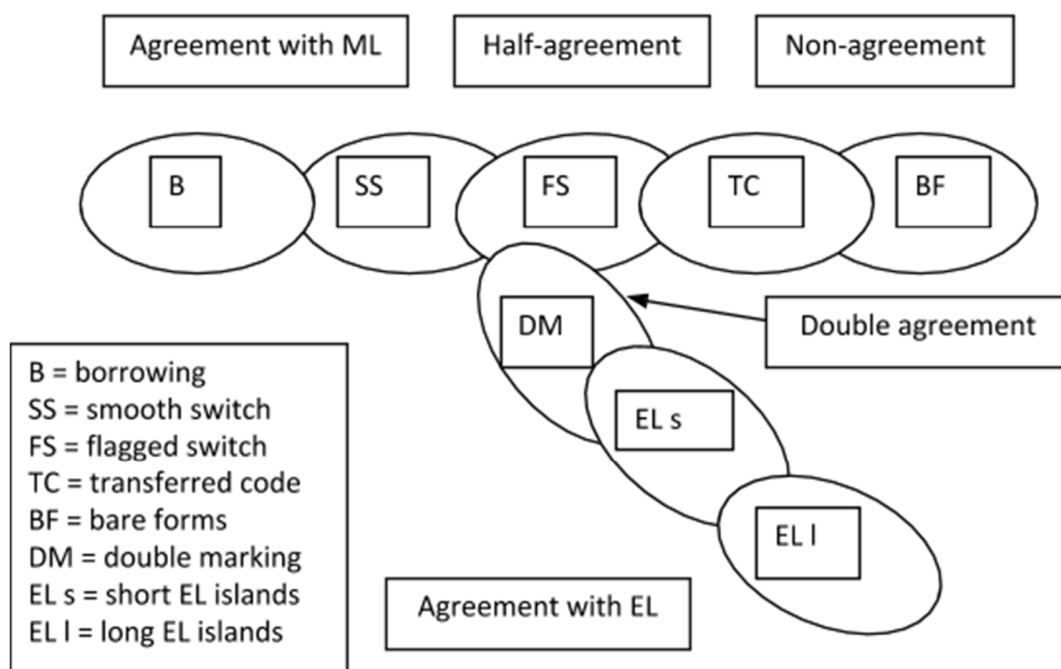 Agreement with ML
Half-agreement
Non-agreement
B
SS
FS
TC
BF
DM
Double agreement
EL s
EL l
B = borrowing
SS = smooth switch
FS = flagged switch
TC = transferred code
BF = bare forms
DM = double marking
EL s = short EL islands
EL l = long EL islands
Agreement with EL